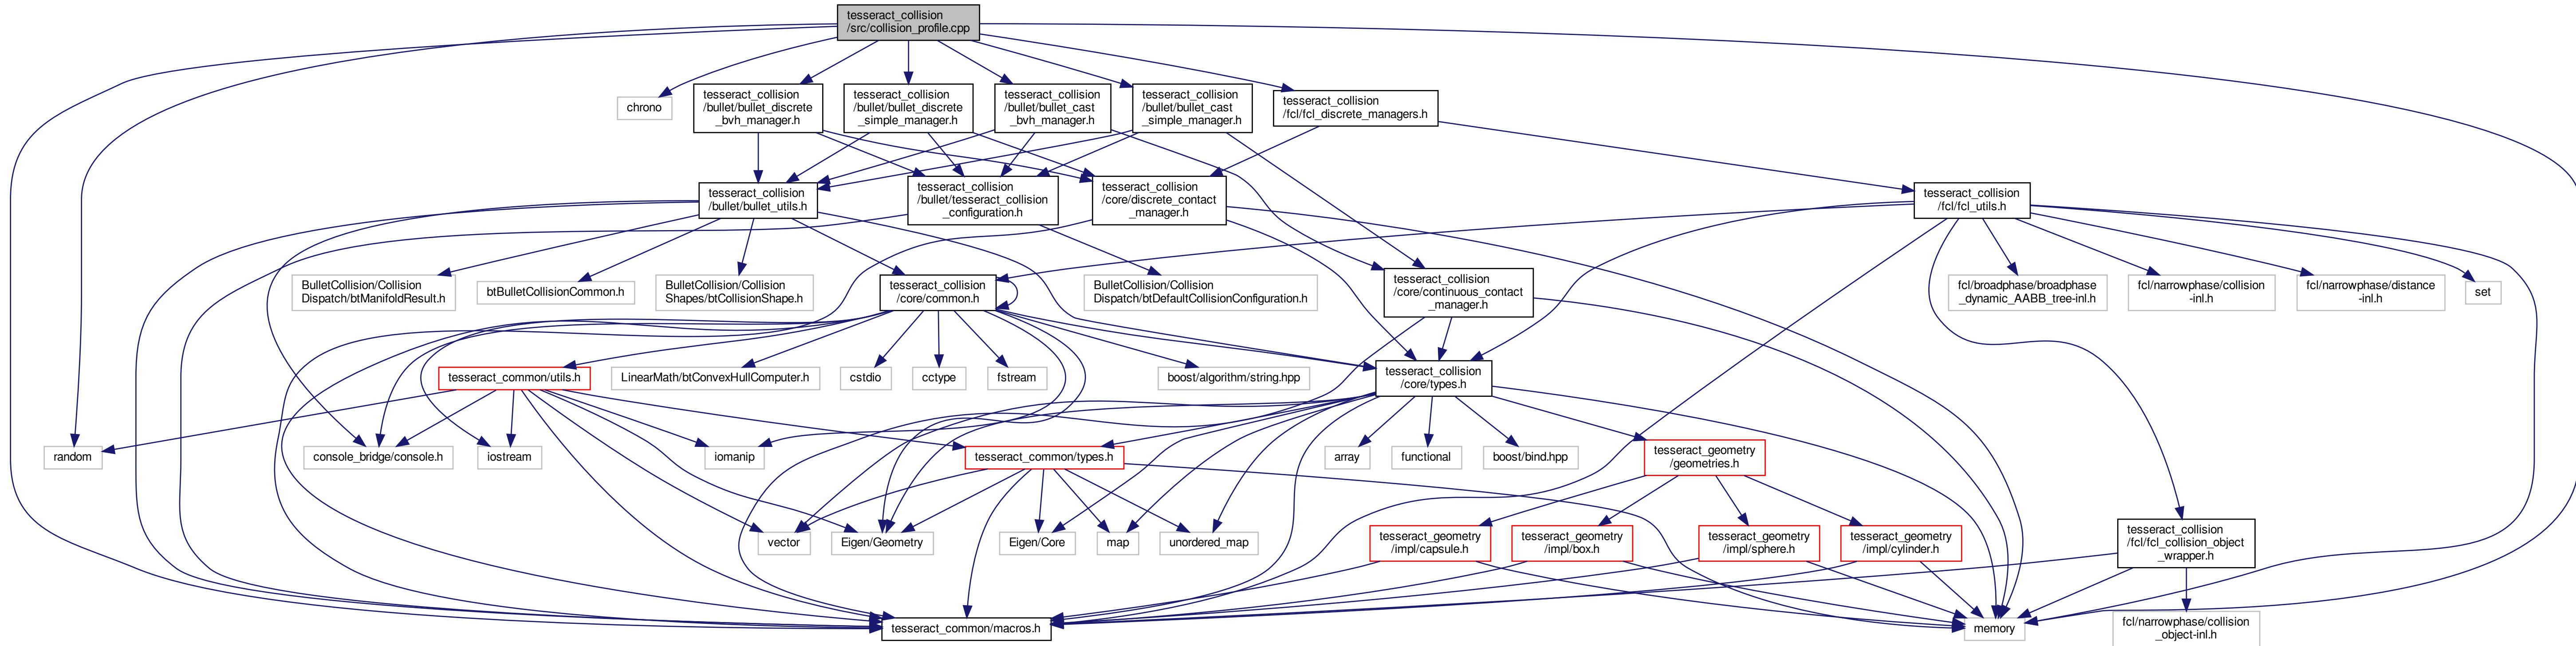 tesseract_collision
/src/collision_profile.cpp
chrono
tesseract_collision
/bullet/bullet_discrete
_bvh_manager.h
tesseract_collision
/bullet/bullet_discrete
_simple_manager.h
tesseract_collision
/bullet/bullet_cast
_bvh_manager.h
tesseract_collision
/bullet/bullet_cast
_simple_manager.h
tesseract_collision
/fcl/fcl_discrete_managers.h
tesseract_collision
/bullet/bullet_utils.h
tesseract_collision
/bullet/tesseract_collision
_configuration.h
tesseract_collision
/core/discrete_contact
_manager.h
tesseract_collision
/fcl/fcl_utils.h
BulletCollision/Collision
Dispatch/btManifoldResult.h
btBulletCollisionCommon.h
BulletCollision/Collision
Shapes/btCollisionShape.h
tesseract_collision
/core/common.h
BulletCollision/Collision
Dispatch/btDefaultCollisionConfiguration.h
tesseract_collision
/core/continuous_contact
_manager.h
fcl/broadphase/broadphase
_dynamic_AABB_tree-inl.h
fcl/narrowphase/collision
-inl.h
fcl/narrowphase/distance
-inl.h
set
tesseract_common/utils.h
LinearMath/btConvexHullComputer.h
cstdio
cctype
fstream
boost/algorithm/string.hpp
tesseract_collision
/core/types.h
random
console_bridge/console.h
iostream
iomanip
tesseract_common/types.h
array
functional
boost/bind.hpp
tesseract_geometry
/geometries.h
vector
Eigen/Geometry
Eigen/Core
map
unordered_map
tesseract_geometry
/impl/capsule.h
tesseract_geometry
/impl/box.h
tesseract_geometry
/impl/sphere.h
tesseract_geometry
/impl/cylinder.h
tesseract_collision
/fcl/fcl_collision_object
_wrapper.h
tesseract_common/macros.h
memory
fcl/narrowphase/collision
_object-inl.h